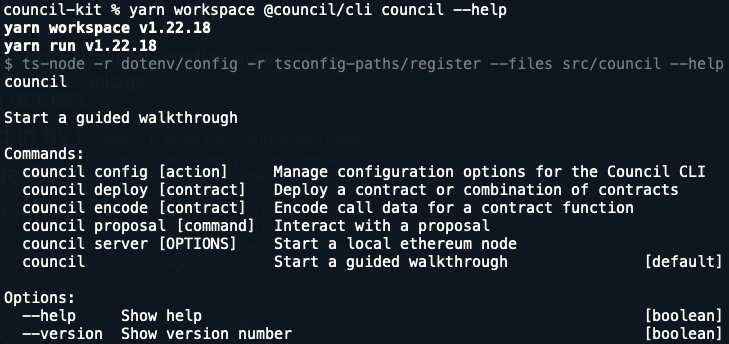 council-kit % yarn workspace @council/cli council --help
yarn workspace v1.22.18
yarn run v1.22.18
$ ts-node -r dotenv/config -r tsconfig-paths/register --files src/council --help
council
Start a guided walkthrough
Commands:
council config [action] Manage configuration options for the Council CLI
council deploy [contract] Deploy a contract or combination of contracts
council encode [contract] Encode call data for a contract function
council proposal [command] Interact with a proposal
council server [OPTIONS] Start a local ethereum node
council Start a guided walkthrough [default]
Options:
--help Show help [boolean]
--version Show version number [boolean]